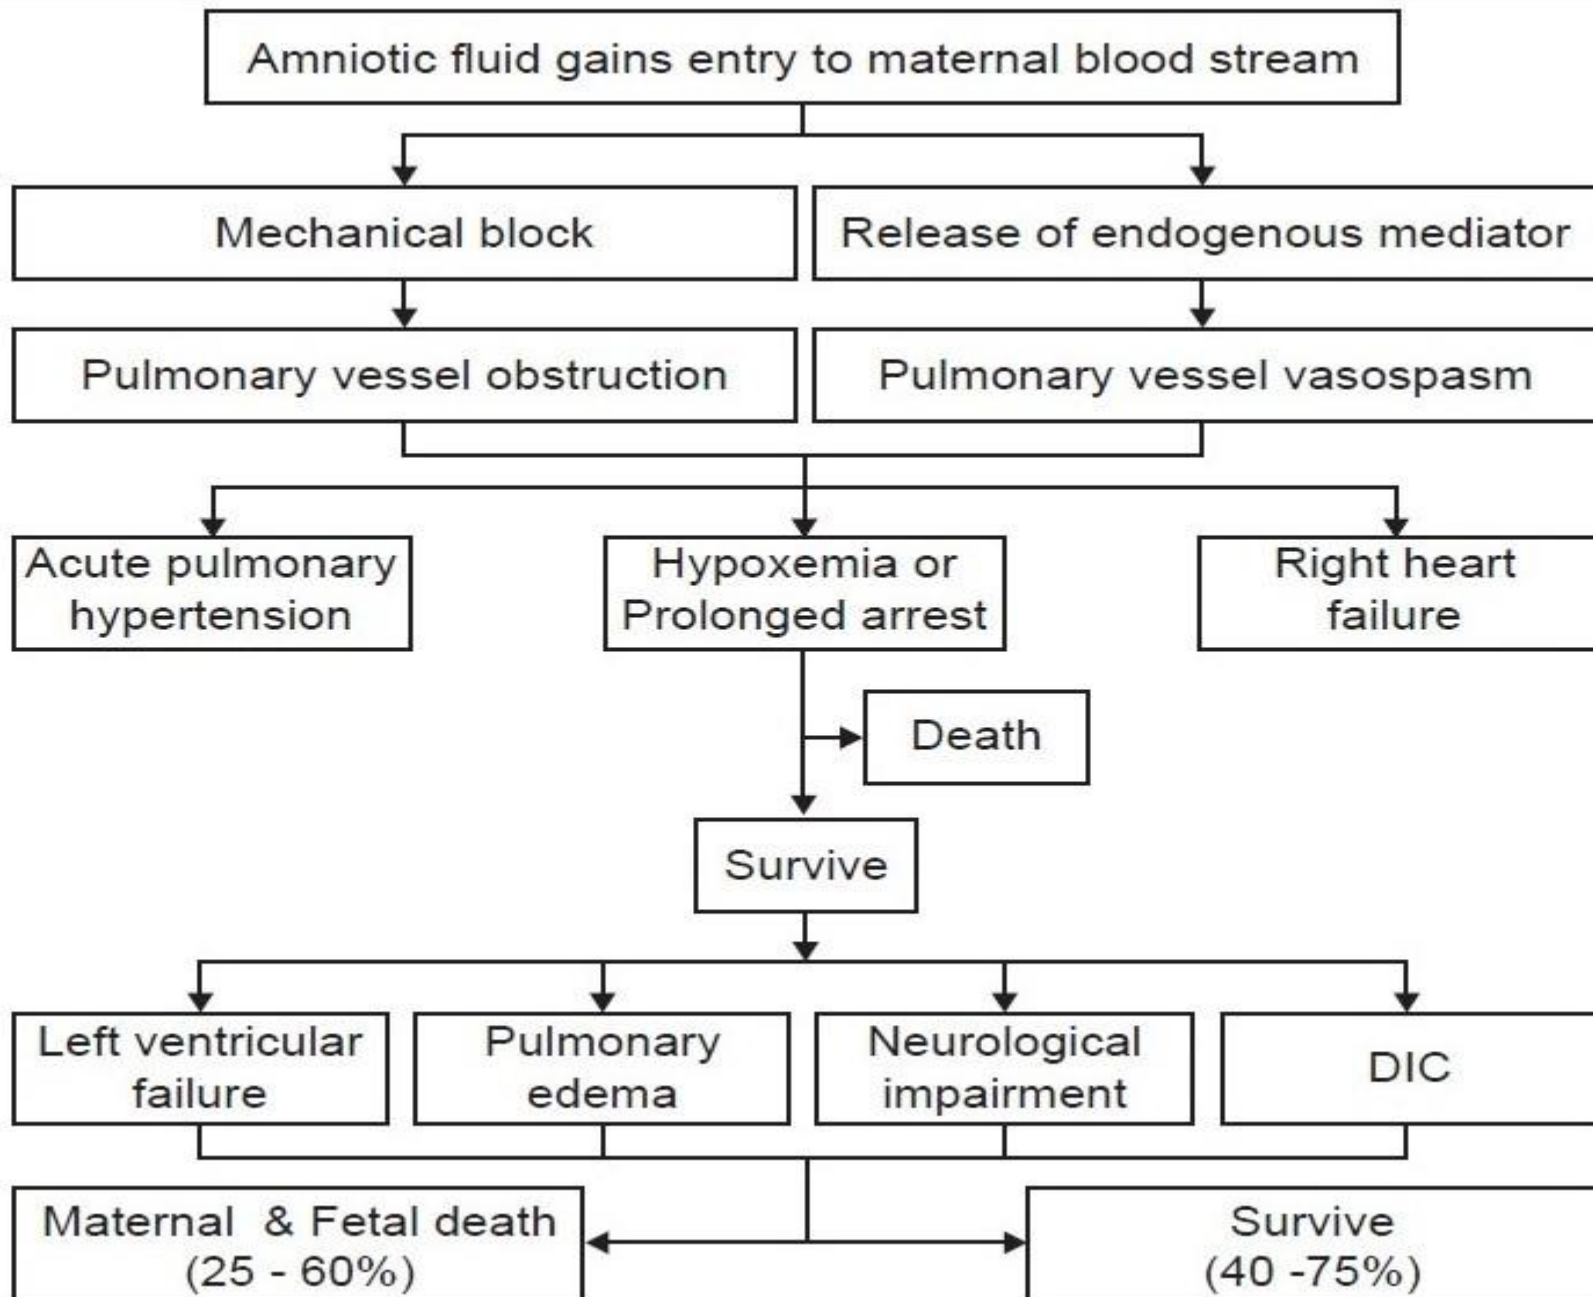 Amniotic fluid gains entry to maternal blood stream
Mechanical block
Release of endogenous mediator
Pulmonary vessel obstruction
Pulmonary vessel vasospasm
Acute pulmonary
hypertension
Hypoxemia or
Prolonged arrest
Right heart
failure
Death
Survive
Left ventricular
failure
Pulmonary
edema
Neurological
impairment
DIC
Maternal & Fetal death
(25 - 60%)
Survive
(40 -75%)